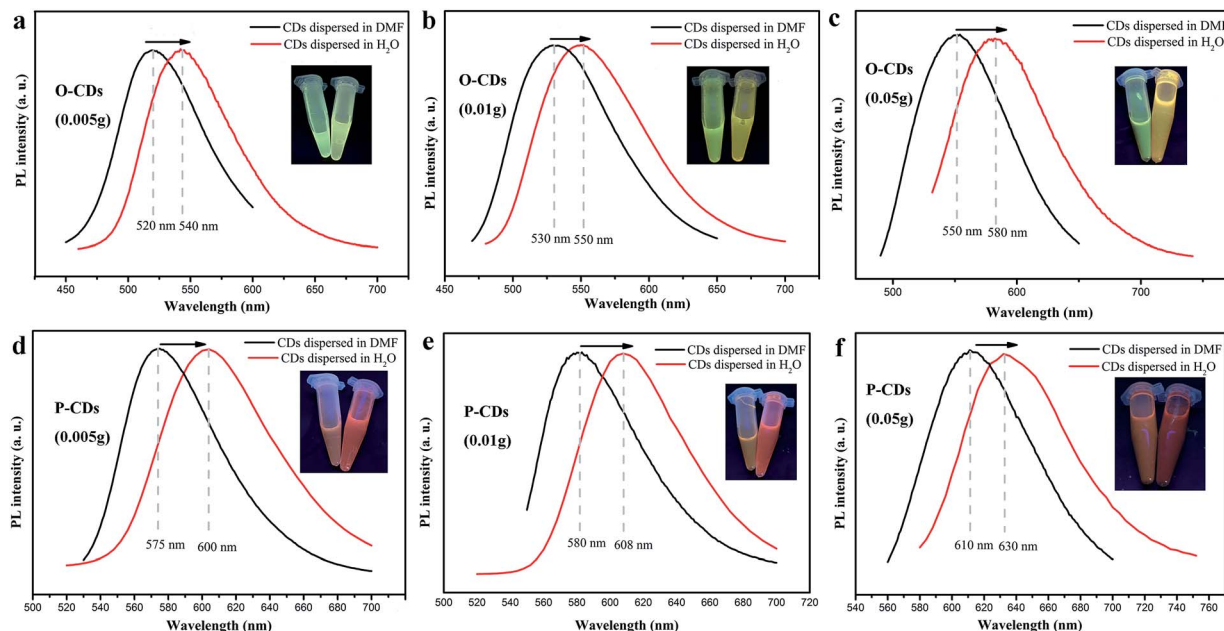 a
CDs dispersed in DMF
CDs dispersed in H₂O
O-CDs
(0.005g)
520 nm 540 nm
PL intensity (a. u.)
450 500 550 600 650 700
Wavelength (nm)
b
CDs dispersed in DMF
CDs dispersed in H₂O
O-CDs
(0.01g)
530 nm 550 nm
PL intensity (a. u.)
450 500 550 600 650 700
Wavelength (nm)
c
CDs dispersed in DMF
CDs dispersed in H₂O
O-CDs
(0.05g)
550 nm 580 nm
PL intensity (a. u.)
500 600 700
Wavelength (nm)
d
CDs dispersed in DMF
CDs dispersed in H₂O
P-CDs
(0.005g)
575 nm 600 nm
PL intensity (a. u.)
500 520 540 560 580 600 620 640 660 680 700
Wavelength (nm)
e
CDs dispersed in DMF
CDs dispersed in H₂O
P-CDs
(0.01g)
580 nm 608 nm
PL intensity (a. u.)
500 520 540 560 580 600 620 640 660 680 700 720
Wavelength (nm)
f
CDs dispersed in DMF
CDs dispersed in H₂O
P-CDs
(0.05g)
610 nm 630 nm
PL intensity (a. u.)
540 560 580 600 620 640 660 680 700 720 740 760
Wavelength (nm)